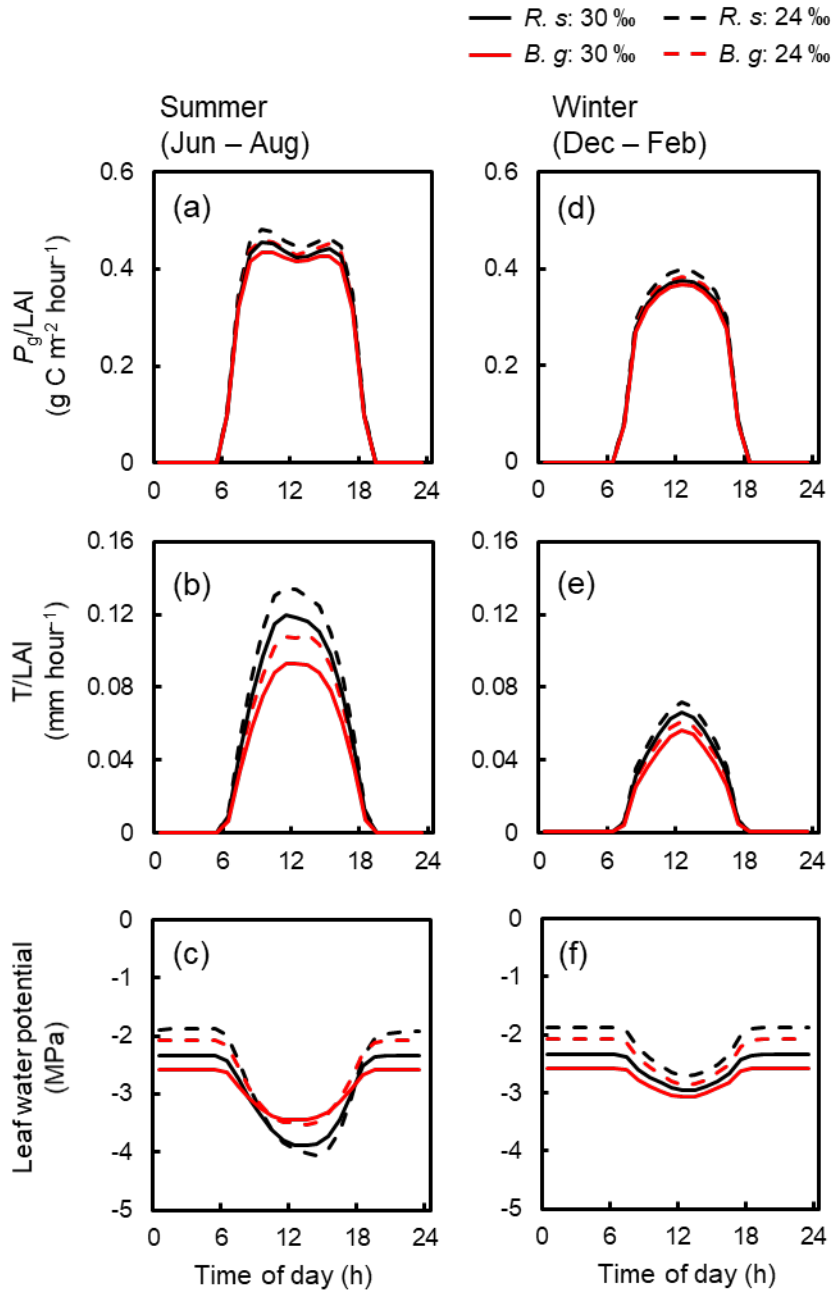 R. s: 30 ‰ R. s: 24 ‰
B. g: 30 ‰ B. g: 24 ‰
Summer
(Jun – Aug)
Winter
(Dec – Feb)
(a)
Pg/LAI
(g C m-2 hour-1)
0.6
0.4
0.2
0
0 6 12 18 24
(d)
0.6
0.4
0.2
0
0 6 12 18 24
(b)
T/LAI
(mm hour-1)
0.16
0.12
0.08
0.04
0
0 6 12 18 24
(e)
0.16
0.12
0.08
0.04
0
0 6 12 18 24
(c)
Leaf water potential
(MPa)
0
-1
-2
-3
-4
-5
0 6 12 18 24
Time of day (h)
(f)
0
-1
-2
-3
-4
-5
0 6 12 18 24
Time of day (h)